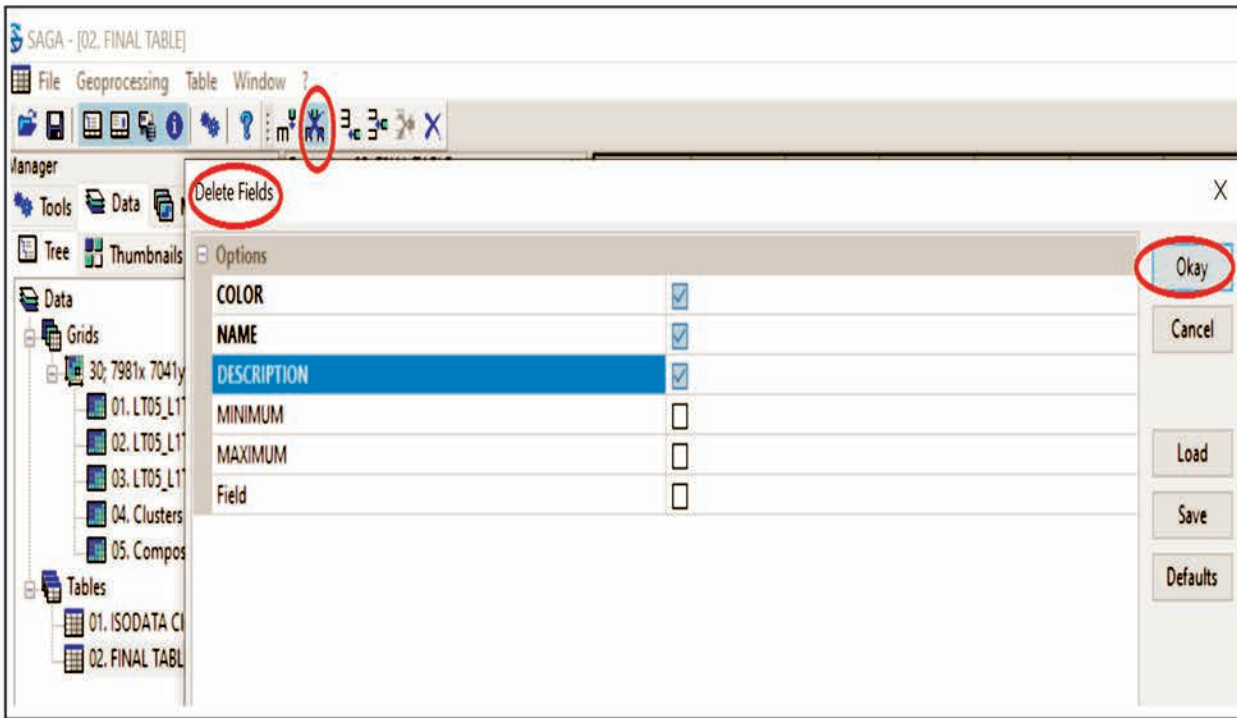 SAGA - [02. FINAL TABLE]
File Geoprocessing Table Window ?
Manager
Tools Data
Delete Fields
X
Tree Thumbnails
Options
Okay
Data
COLOR
Grids
NAME
Cancel
30; 7981x 7041y
DESCRIPTION
01. LT05_L1T
MINIMUM
02. LT05_L1T
MAXIMUM
Load
03. LT05_L1T
Field
04. Clusters
Save
05. Compos
Tables
Defaults
01. ISODATA Cl
02. FINAL TABL